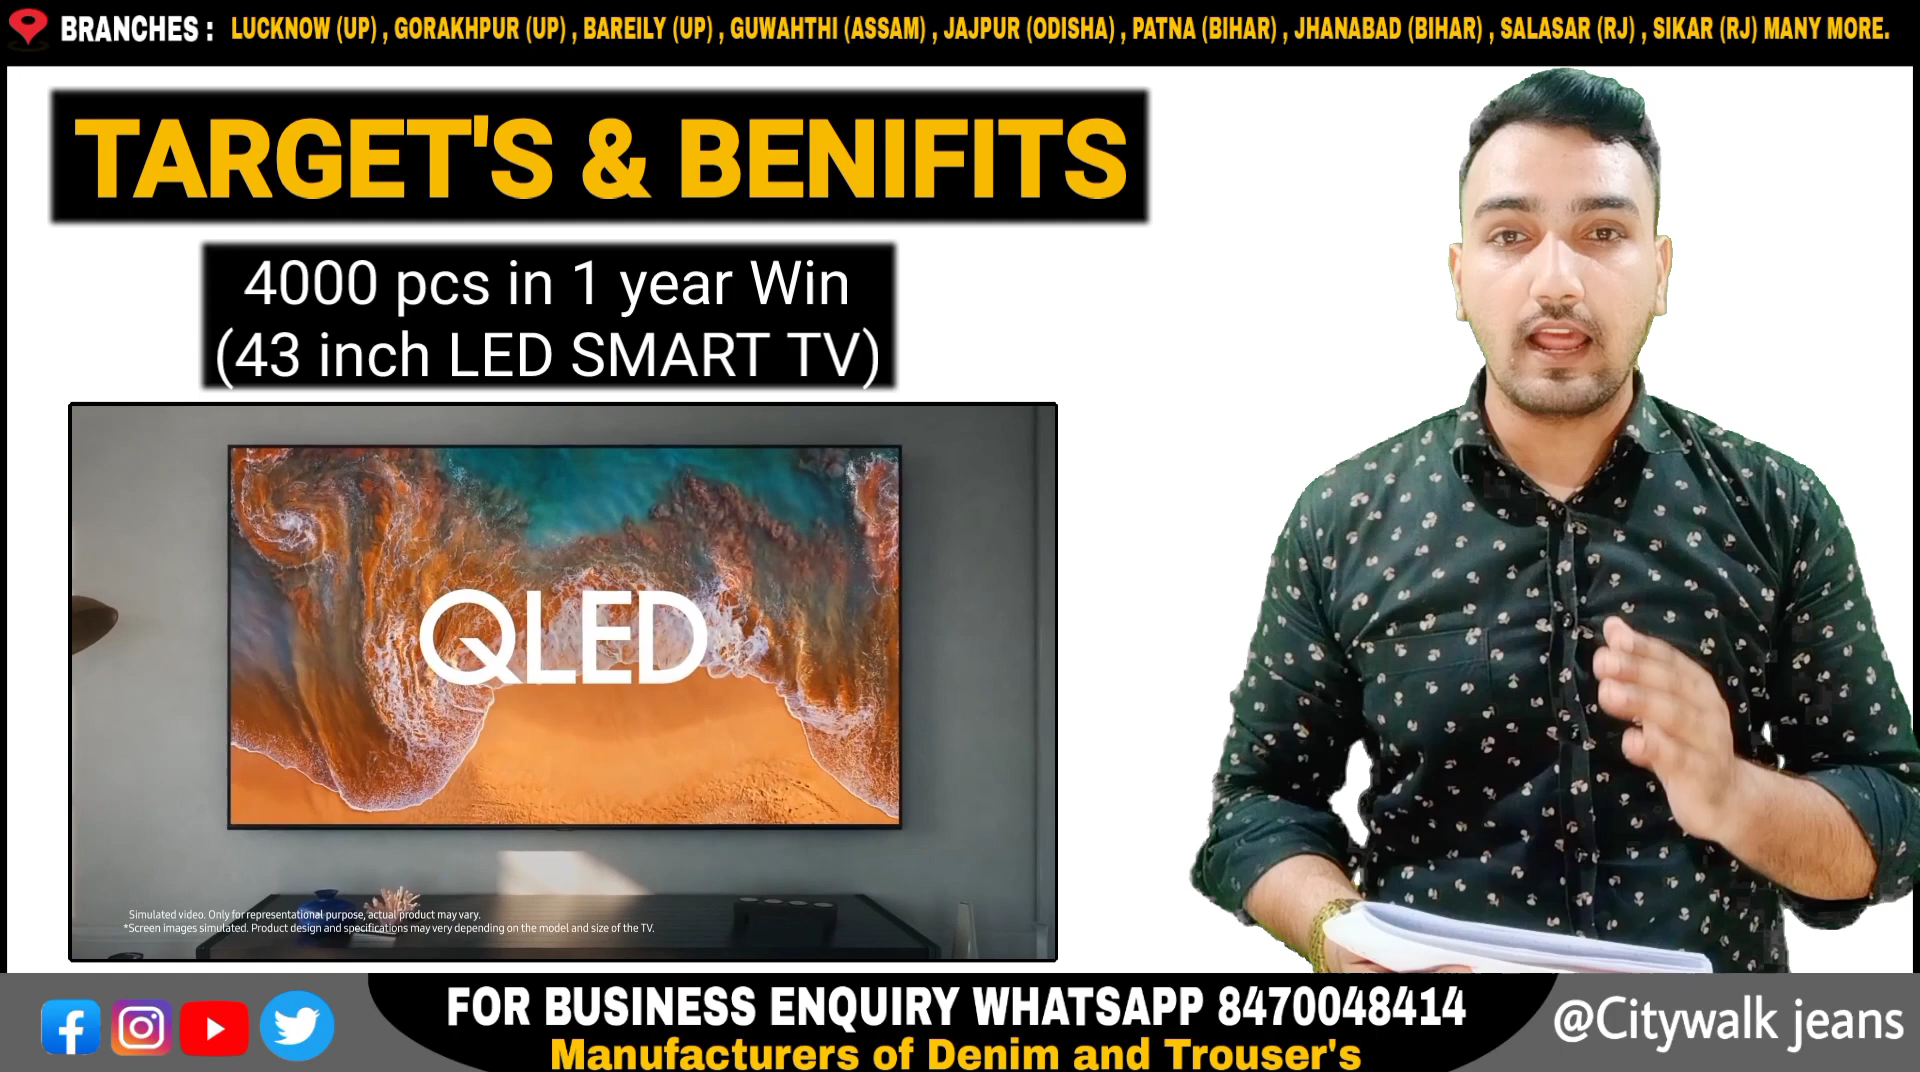 BRANCHES : LUCKNOW (UP) , GORAKHPUR (UP) , BAREILY (UP) , GUWAHTHI (ASSAM) , JAJPUR (ODISHA) , PATNA (BIHAR) , JHANABAD (BIHAR) , SALASAR (RJ) , SIKAR (RJ) MANY MORE.
TARGET'S & BENIFITS
4000 pcs in 1 year Win
(43 inch LED SMART TV)
QLED
Simulated video. Only for representational purpose, actual product may vary.
*Screen images simulated. Product design and specifications may very depending on the model and size of the TV.
FOR BUSINESS ENQUIRY WHATSAPP 8470048414
Manufacturers of Denim and Trouser's
@Citywalk jeans